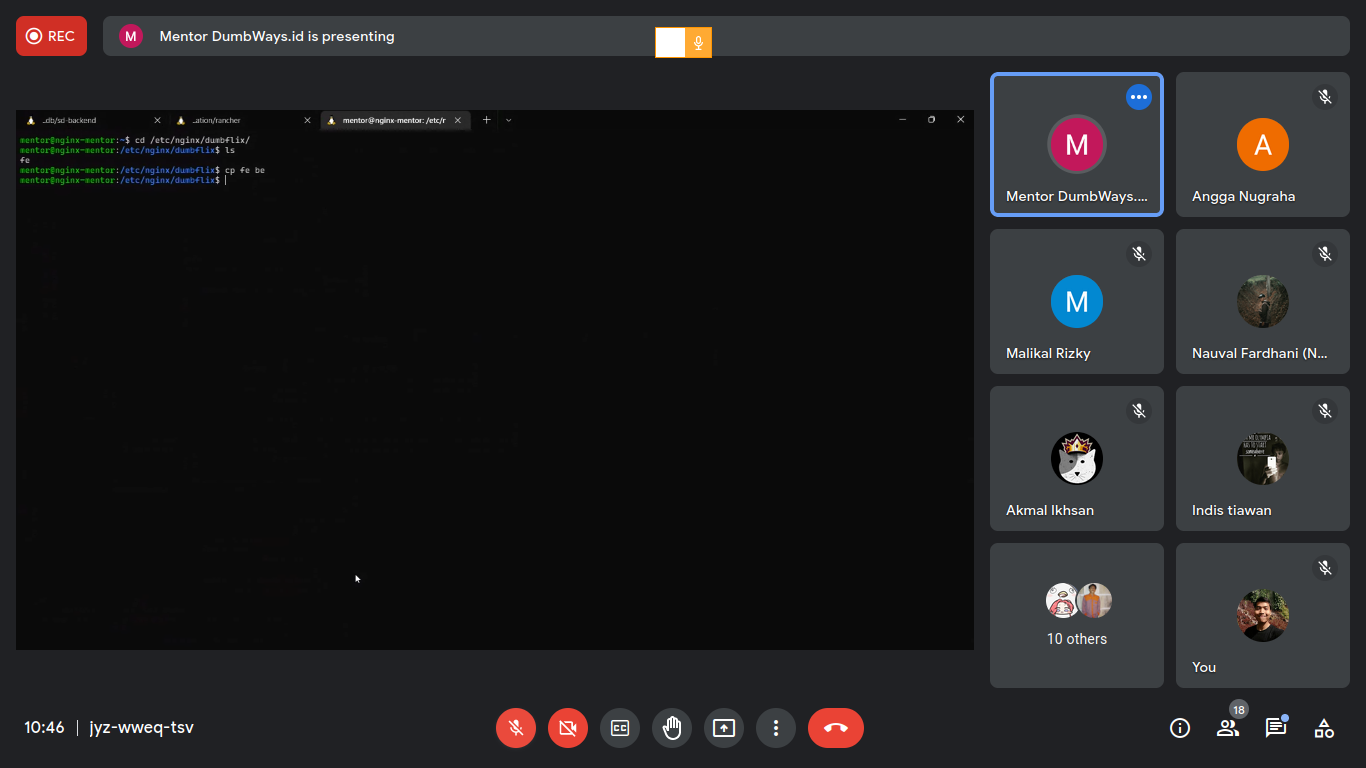 REC
M
Mentor DumbWays.id is presenting
..db/sd-backend
..ation/rancher
mentor@nginx-mentor: /etc/r
mentor@nginx-mentor:~$ cd /etc/nginx/dumbflix/
mentor@nginx-mentor:/etc/nginx/dumbflix$ ls
fe
mentor@nginx-mentor:/etc/nginx/dumbflix$ cp fe be
mentor@nginx-mentor:/etc/nginx/dumbflix$
M
Mentor DumbWays....
A
Angga Nugraha
M
Malikal Rizky
Nauval Fardhani (N...
Akmal Ikhsan
Indis tiawan
10 others
You
10:46
jyz-wweq-tsv
CC
18